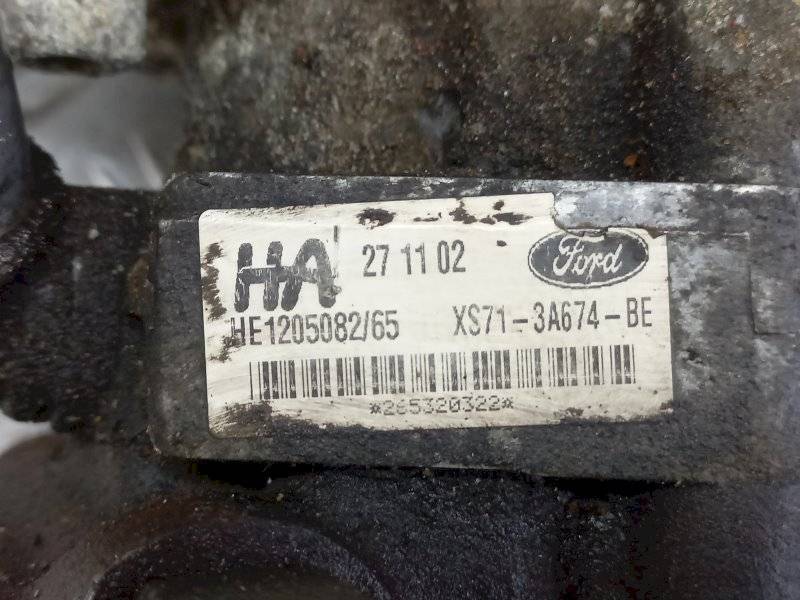 HA 27 11 02 Ford
HE1205082/65 XS71-3A674-BE
*265320322*